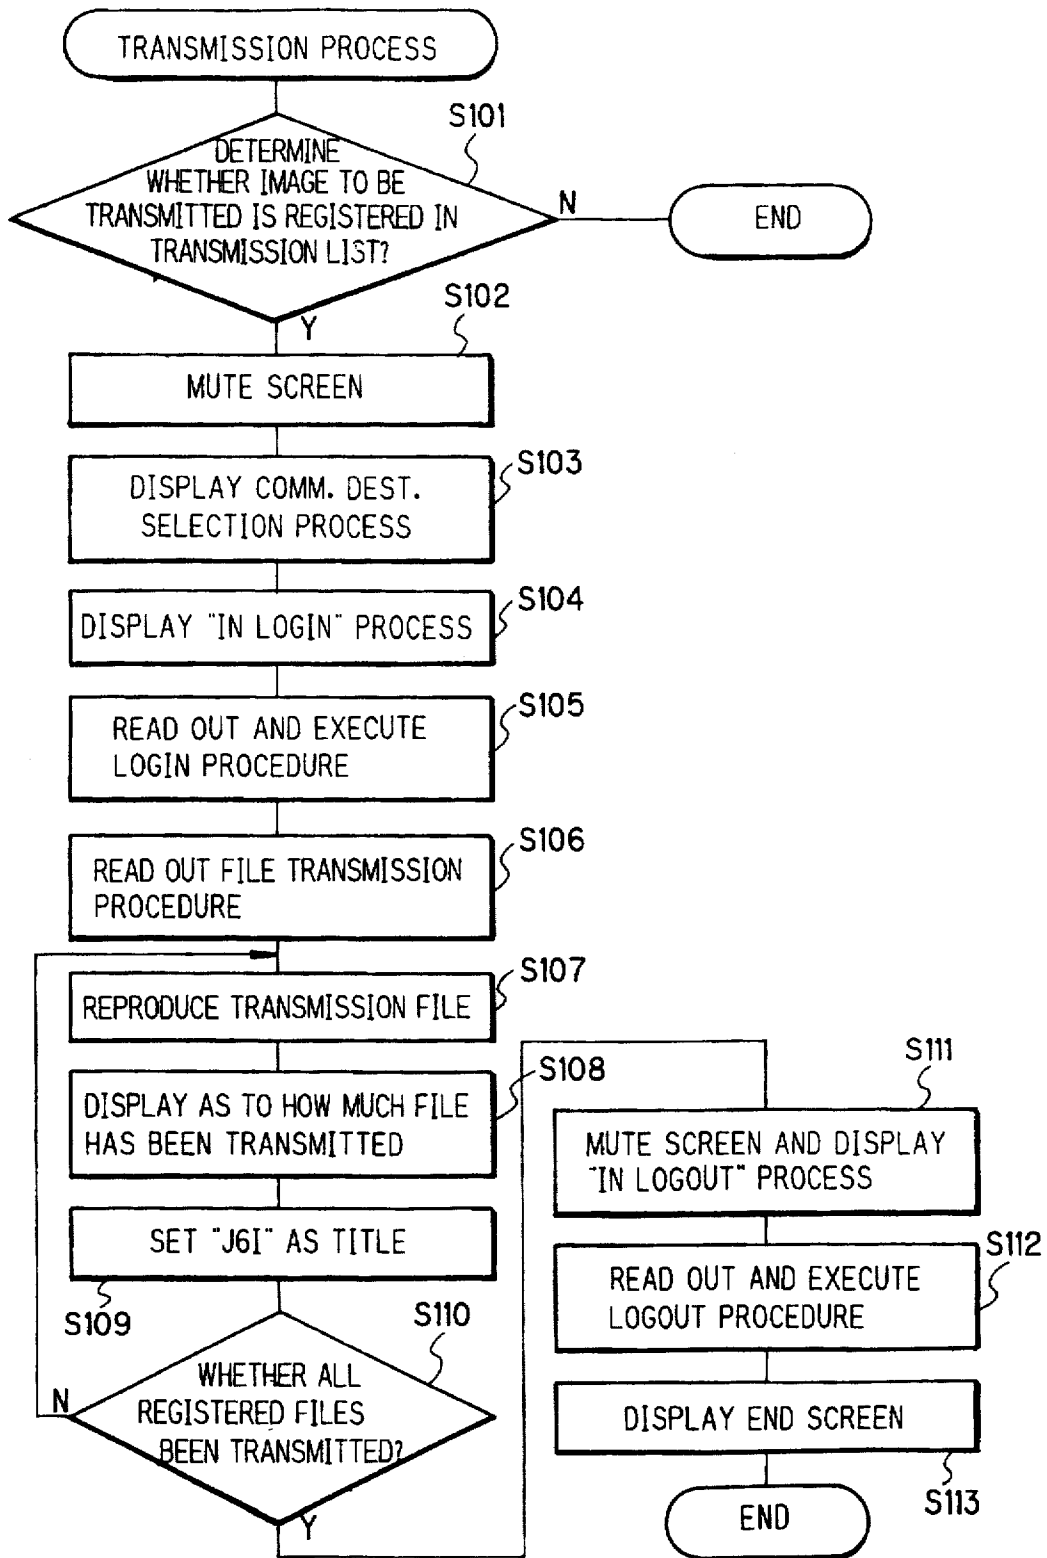 TRANSMISSION PROCESS
S101
DETERMINE
WHETHER IMAGE TO BE
TRANSMITTED IS REGISTERED IN
TRANSMISSION LIST?
N
END
Y
S102
MUTE SCREEN
S103
DISPLAY COMM. DEST.
SELECTION PROCESS
S104
DISPLAY "IN LOGIN" PROCESS
S105
READ OUT AND EXECUTE
LOGIN PROCEDURE
S106
READ OUT FILE TRANSMISSION
PROCEDURE
S107
REPRODUCE TRANSMISSION FILE
S108
DISPLAY AS TO HOW MUCH FILE
HAS BEEN TRANSMITTED
SET "J6I" AS TITLE
S109
S110
WHETHER ALL
REGISTERED FILES
BEEN TRANSMITTED?
N
Y
S111
MUTE SCREEN AND DISPLAY
"IN LOGOUT" PROCESS
S112
READ OUT AND EXECUTE
LOGOUT PROCEDURE
DISPLAY END SCREEN
S113
END